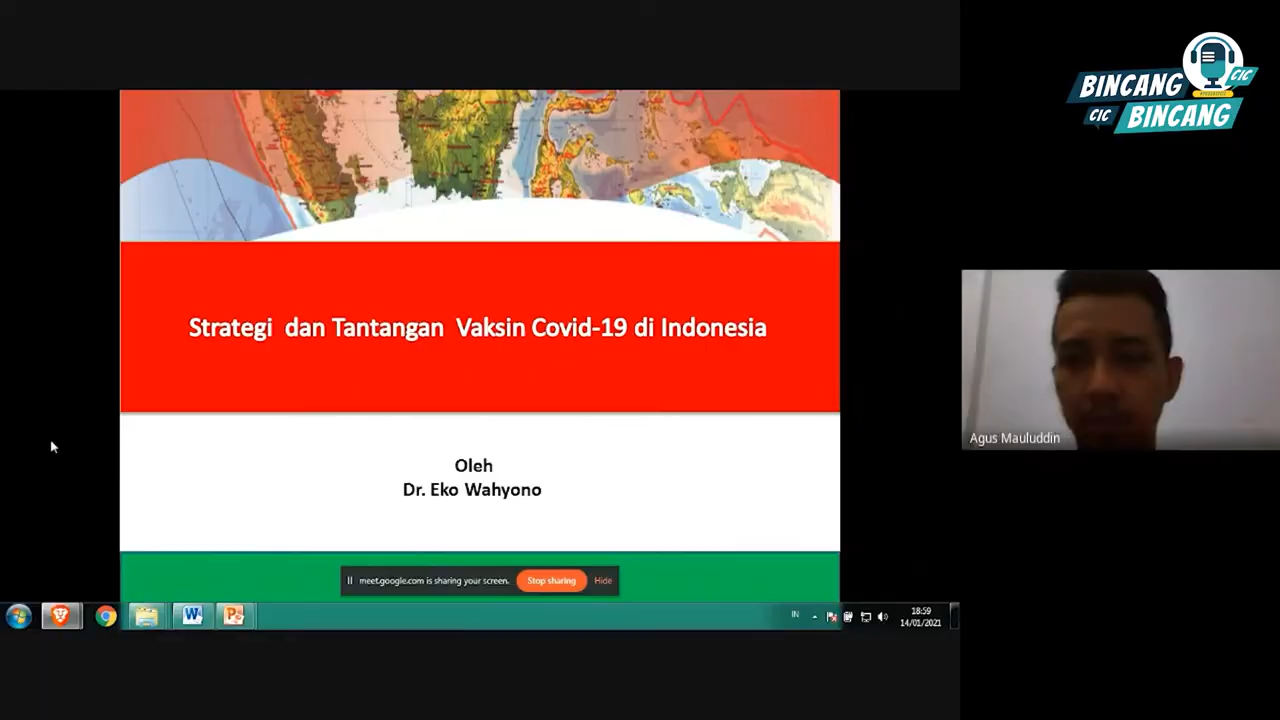 BINCANG
CIC
CIC BINCANG
Strategi dan Tantangan Vaksin Covid-19 di Indonesia
Oleh
Dr. Eko Wahyono
Agus Mauluddin
meet.google.com is sharing your screen. Stop sharing Hide
IN
18:59
14/01/2021